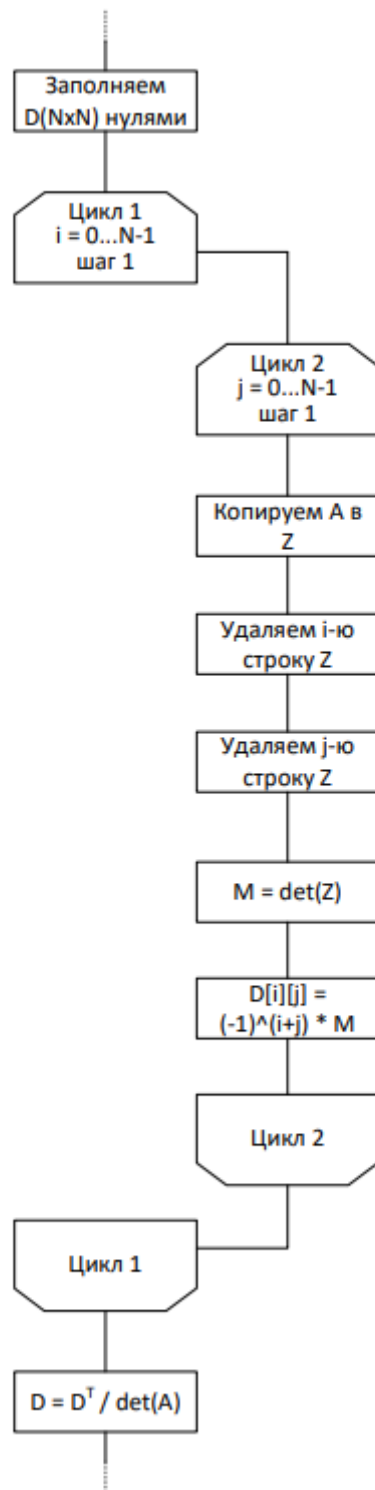 Заполняем
D(NxN) нулями
Цикл 1
i = 0...N-1
шаг 1
Цикл 2
j = 0...N-1
шаг 1
Копируем А в
Z
Удаляем i-ю
строку Z
Удаляем j-ю
строку Z
M = det(Z)
D[i][j] =
(-1)^(i+j) * M
Цикл 2
Цикл 1
D = Dᵀ / det(A)